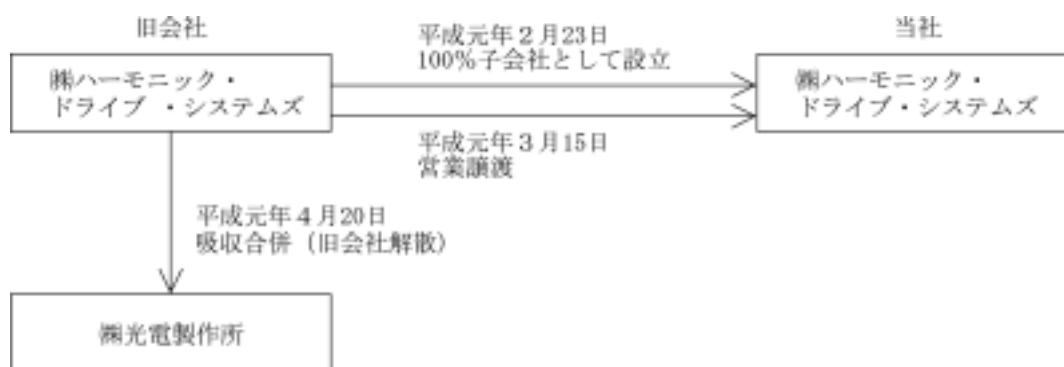 旧会社
当社
㈱ハーモニック・
ドライブ・システムズ
平成元年2月23日
100%子会社として設立
㈱ハーモニック・
ドライブ・システムズ
平成元年3月15日
営業譲渡
平成元年4月20日
吸収合併(旧会社解散)
㈱光電製作所